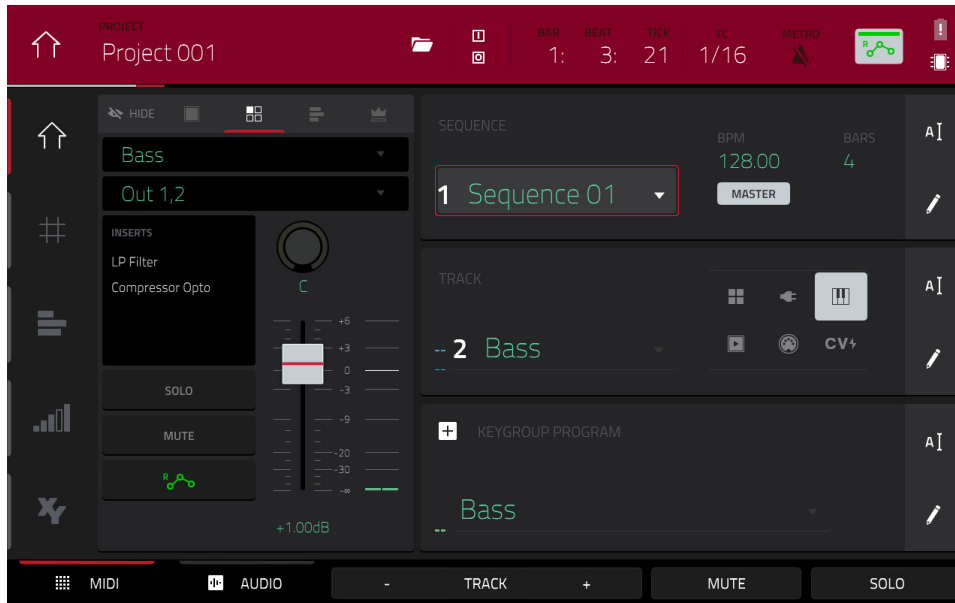 PROJECT
Project 001
BAR BEAT TICK TC METRO
1: 3: 21 1/16
R
!
HIDE
Bass
Out 1,2
INSERTS
LP Filter
Compressor Opto
C
+6
+3
0
-3
-9
-20
-30
-∞
SOLO
MUTE
R
+1.00dB
SEQUENCE
1 Sequence 01
BPM BARS
128.00 4
MASTER
A
TRACK
-- 2 Bass
--
CV
A
+ KEYGROUP PROGRAM
-- Bass
A
XY
MIDI AUDIO - TRACK + MUTE SOLO